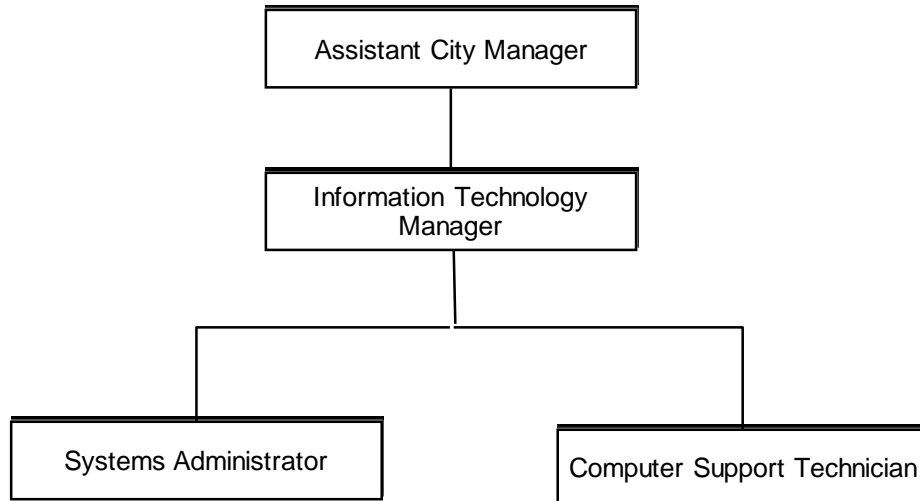 Assistant City Manager
Information Technology
Manager
Systems Administrator
Computer Support Technician